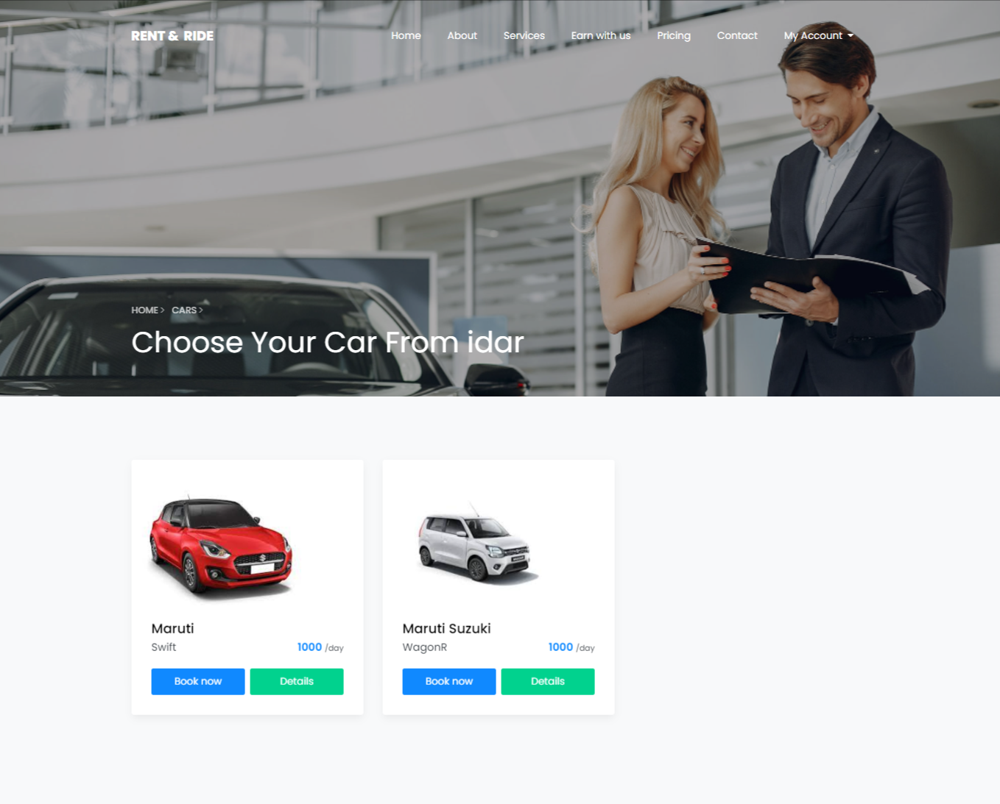 RENT & RIDE
Home About Services Earn with us Pricing Contact My Account
HOME > CARS >
Choose Your Car From idar
Maruti
Swift 1000 /day
Book now Details
Maruti Suzuki
WagonR 1000 /day
Book now Details